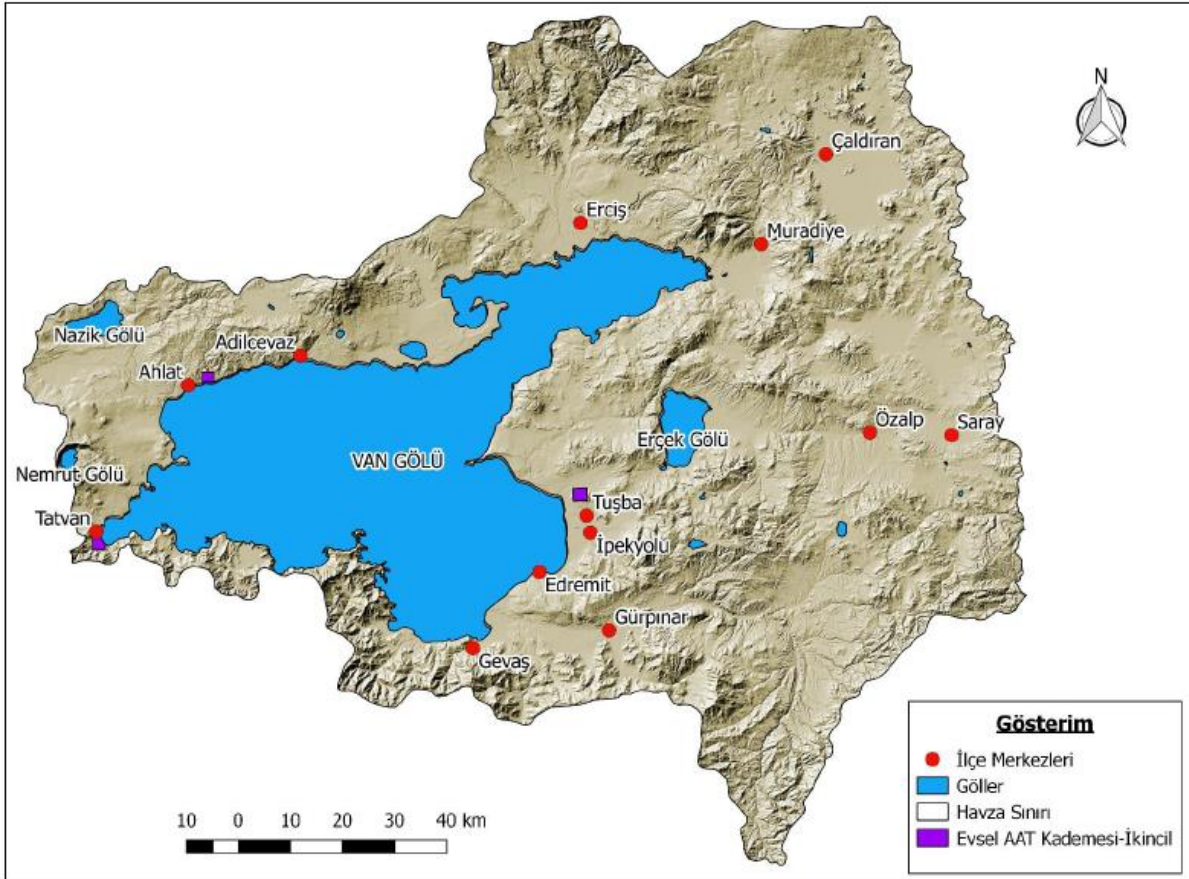 N
Çaldıran
Erciş
Muradiye
Nazik Gölü
Adilcevaz
Ahlat
Özalp
Saray
Erçek Gölü
VAN GÖLÜ
Nemrut Gölü
Tuşba
Tatvan
İpekyolu
Edremit
Gürpınar
Gevaş
Gösterim
İlçe Merkezleri
Göller
Havza Sınırı
Evsel AAT Kademesi-İkincil
10 0 10 20 30 40 km